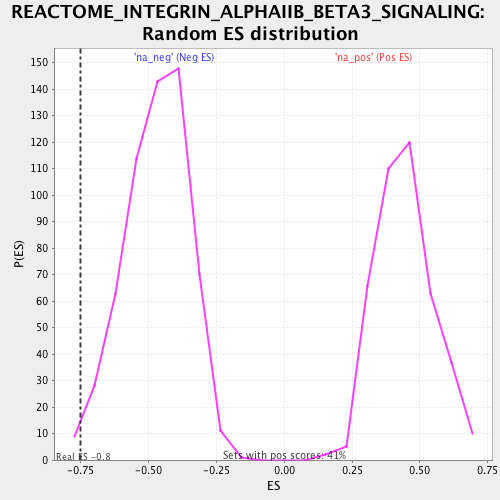 REACTOME_INTEGRIN_ALPHAIIB_BETA3_SIGNALING:
Random ES distribution
'na_neg' (Neg ES)
'na_pos' (Pos ES)
150
140
130
120
110
100
90
80
70
60
50
40
30
20
10
0
P(ES)
Real ES -0.8
Sets with pos scores: 41%
-0.75 -0.50 -0.25 0.00 0.25 0.50 0.75
ES